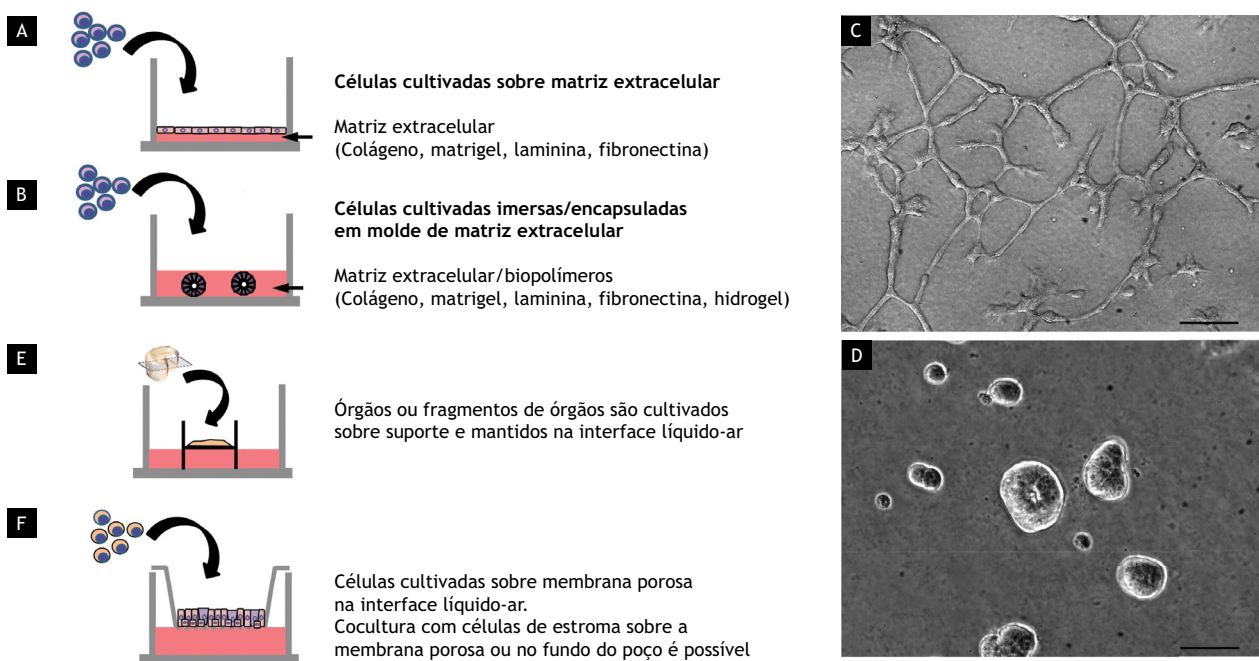 A
Células cultivadas sobre matriz extracelular
Matriz extracelular
(Colágeno, matrigel, laminina, fibronectina)
B
Células cultivadas imersas/encapsuladas
em molde de matriz extracelular
Matriz extracelular/biopolímeros
(Colágeno, matrigel, laminina, fibronectina, hidrogel)
E
Órgãos ou fragmentos de órgãos são cultivados
sobre suporte e mantidos na interface líquido-ar
F
Células cultivadas sobre membrana porosa
na interface líquido-ar.
Cocultura com células de estroma sobre a
membrana porosa ou no fundo do poço é possível
C
D